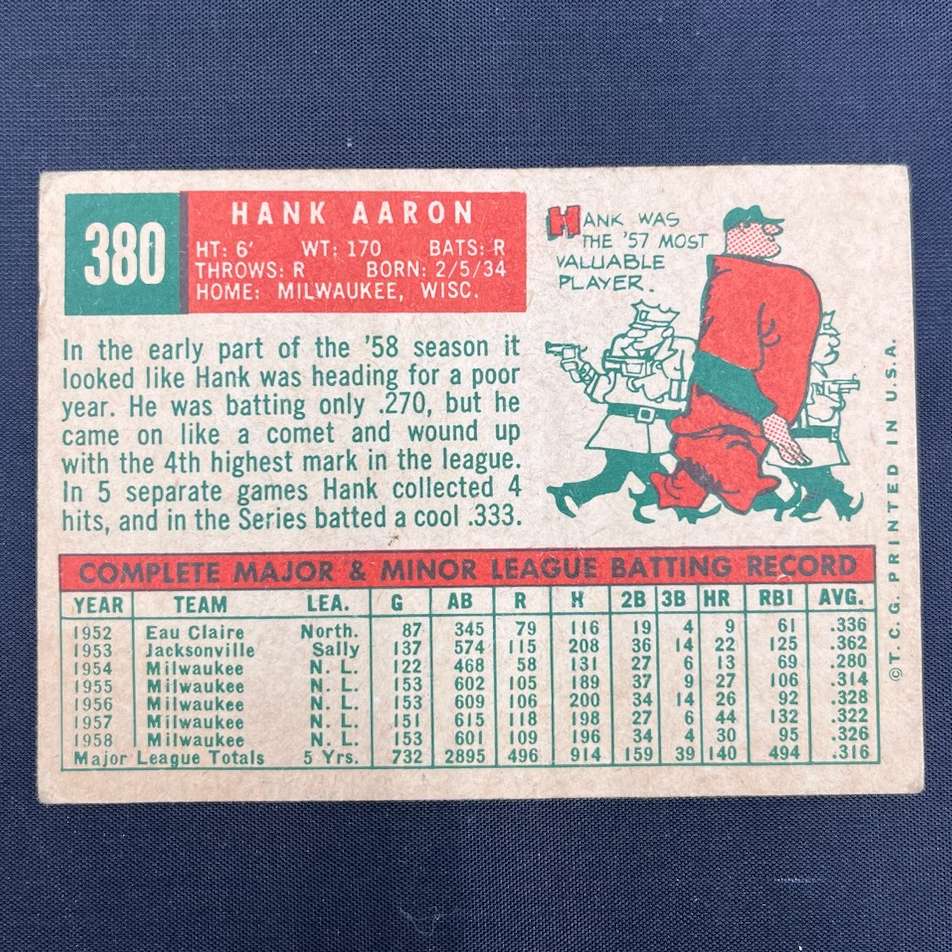 380
HANK AARON
HT: 6' WT: 170 BATS: R
THROWS: R BORN: 2/5/34
HOME: MILWAUKEE, WISC.
HANK WAS
THE '57 MOST
VALUABLE
PLAYER.
In the early part of the '58 season it
looked like Hank was heading for a poor
year. He was batting only .270, but he
came on like a comet and wound up
with the 4th highest mark in the league.
In 5 separate games Hank collected 4
hits, and in the Series batted a cool .333.
COMPLETE MAJOR & MINOR LEAGUE BATTING RECORD
YEAR TEAM LEA. G AB R H 2B 3B HR RBI AVG.
1952 Eau Claire North. 87 345 79 116 19 4 9 61 .336
1953 Jacksonville Sally 137 574 115 208 36 14 22 125 .362
1954 Milwaukee N. L. 122 468 58 131 27 6 13 69 .280
1955 Milwaukee N. L. 153 602 105 189 37 9 27 106 .314
1956 Milwaukee N. L. 153 609 106 200 34 14 26 92 .328
1957 Milwaukee N. L. 151 615 118 198 27 6 44 132 .322
1958 Milwaukee N. L. 153 601 109 196 34 4 30 95 .326
Major League Totals 5 Yrs. 732 2895 496 914 159 39 140 494 .316
©T.C.G. PRINTED IN U.S.A.